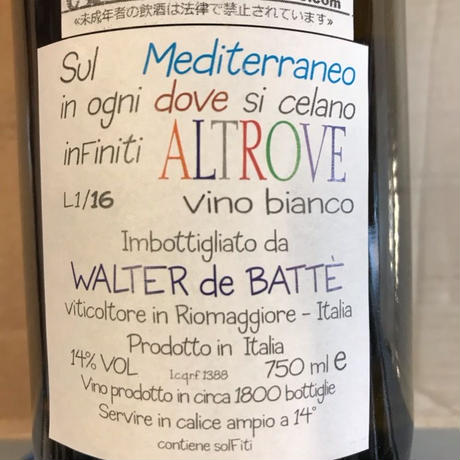 .com
«未成年者の飲酒は法律で禁止されています»
Sul Mediterraneo
in ogni dove si celano
inFiniti ALTROVE
L1/16 vino bianco
Imbottigliato da
WALTER de BATTÈ
viticoltore in Riomaggiore - Italia
Prodotto in Italia
14% VOL 1cqrf 1388 750 ml e
Vino prodotto in circa 1800 bottiglie
Servire in calice ampio a 14°
contiene solFiti